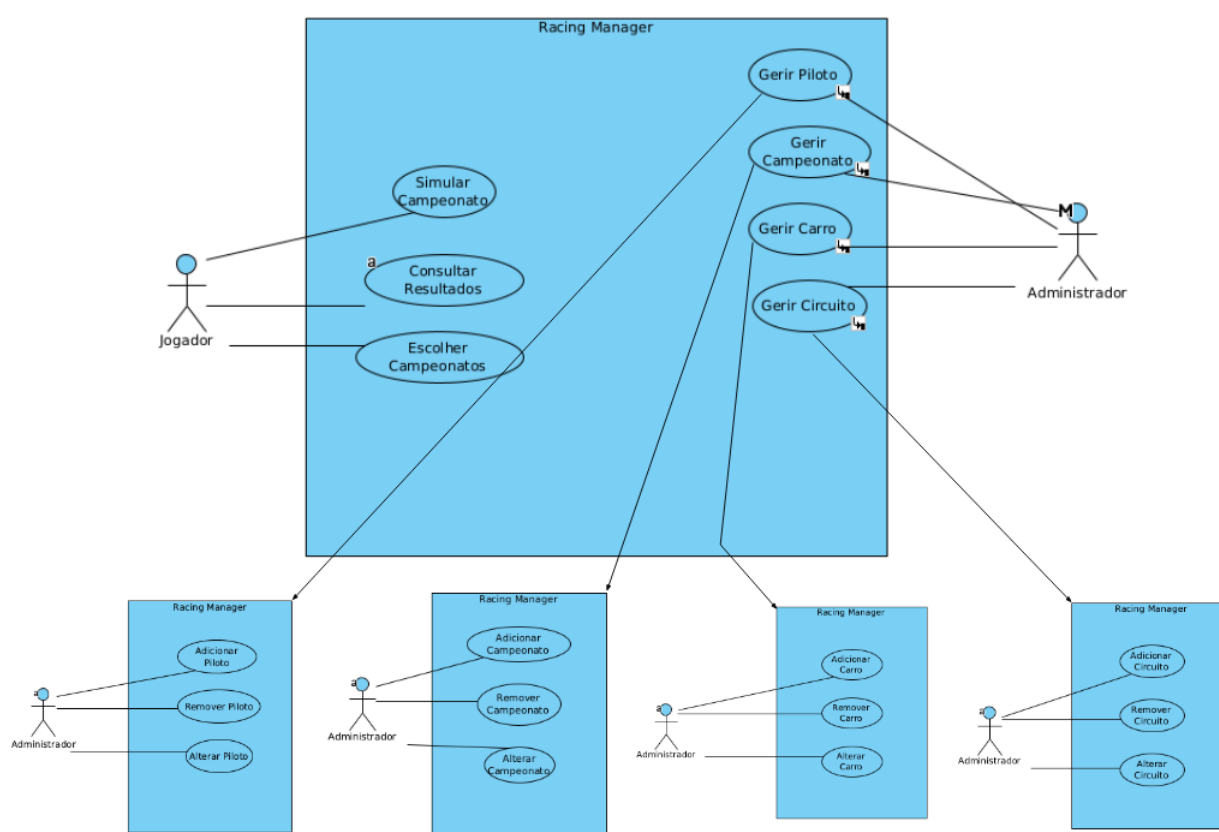 Racing Manager
Gerir Piloto
Gerir
Campeonato
Simular
Campeonato
M
Gerir Carro
a
Consultar
Resultados
Gerir Circuito
Administrador
Jogador
Escolher
Campeonatos
Racing Manager
Adicionar
Piloto
a
Remover Piloto
Administrador
Alterar Piloto
Racing Manager
Adicionar
Campeonato
a
Remover
Campeonato
Administrador
Alterar
Campeonato
Racing Manager
Adicionar
Carro
a
Remover
Carro
Administrador
Alterar
Carro
Racing Manager
Adicionar
Circuito
a
Remover
Circuito
Administrador
Alterar
Circuito